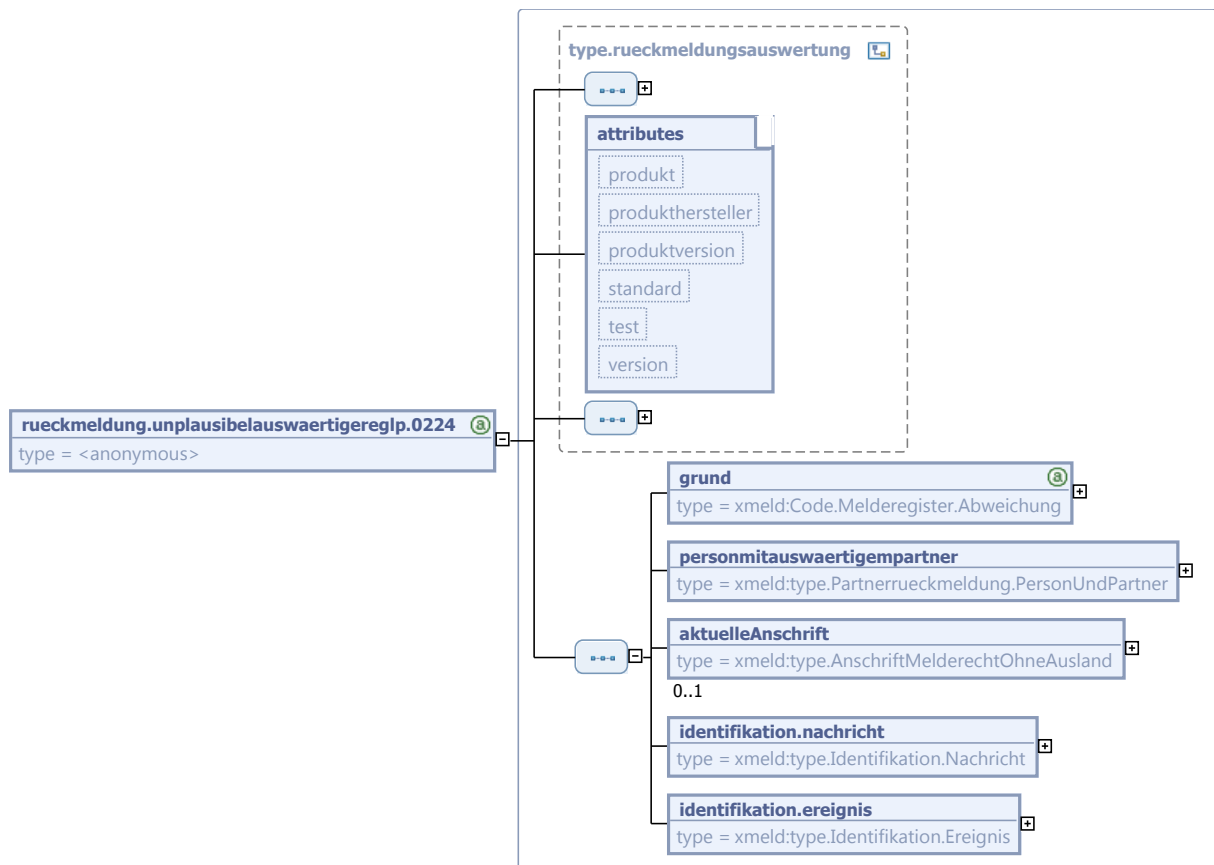 type.rueckmeldungsauswertung
attributes
produkt
produkthersteller
produktversion
standard
test
version
rueckmeldung.unplausibelauswaertigereglp.0224 a
type = <anonymous>
grund a
type = xmeld:Code.Melderegister.Abweichung
personmitauswaertigempartner
type = xmeld:type.Partnerrueckmeldung.PersonUndPartner
aktuelleAnschrift
type = xmeld:type.AnschriftMelderechtOhneAusland
0..1
identifikation.nachricht
type = xmeld:type.Identifikation.Nachricht
identifikation.ereignis
type = xmeld:type.Identifikation.Ereignis